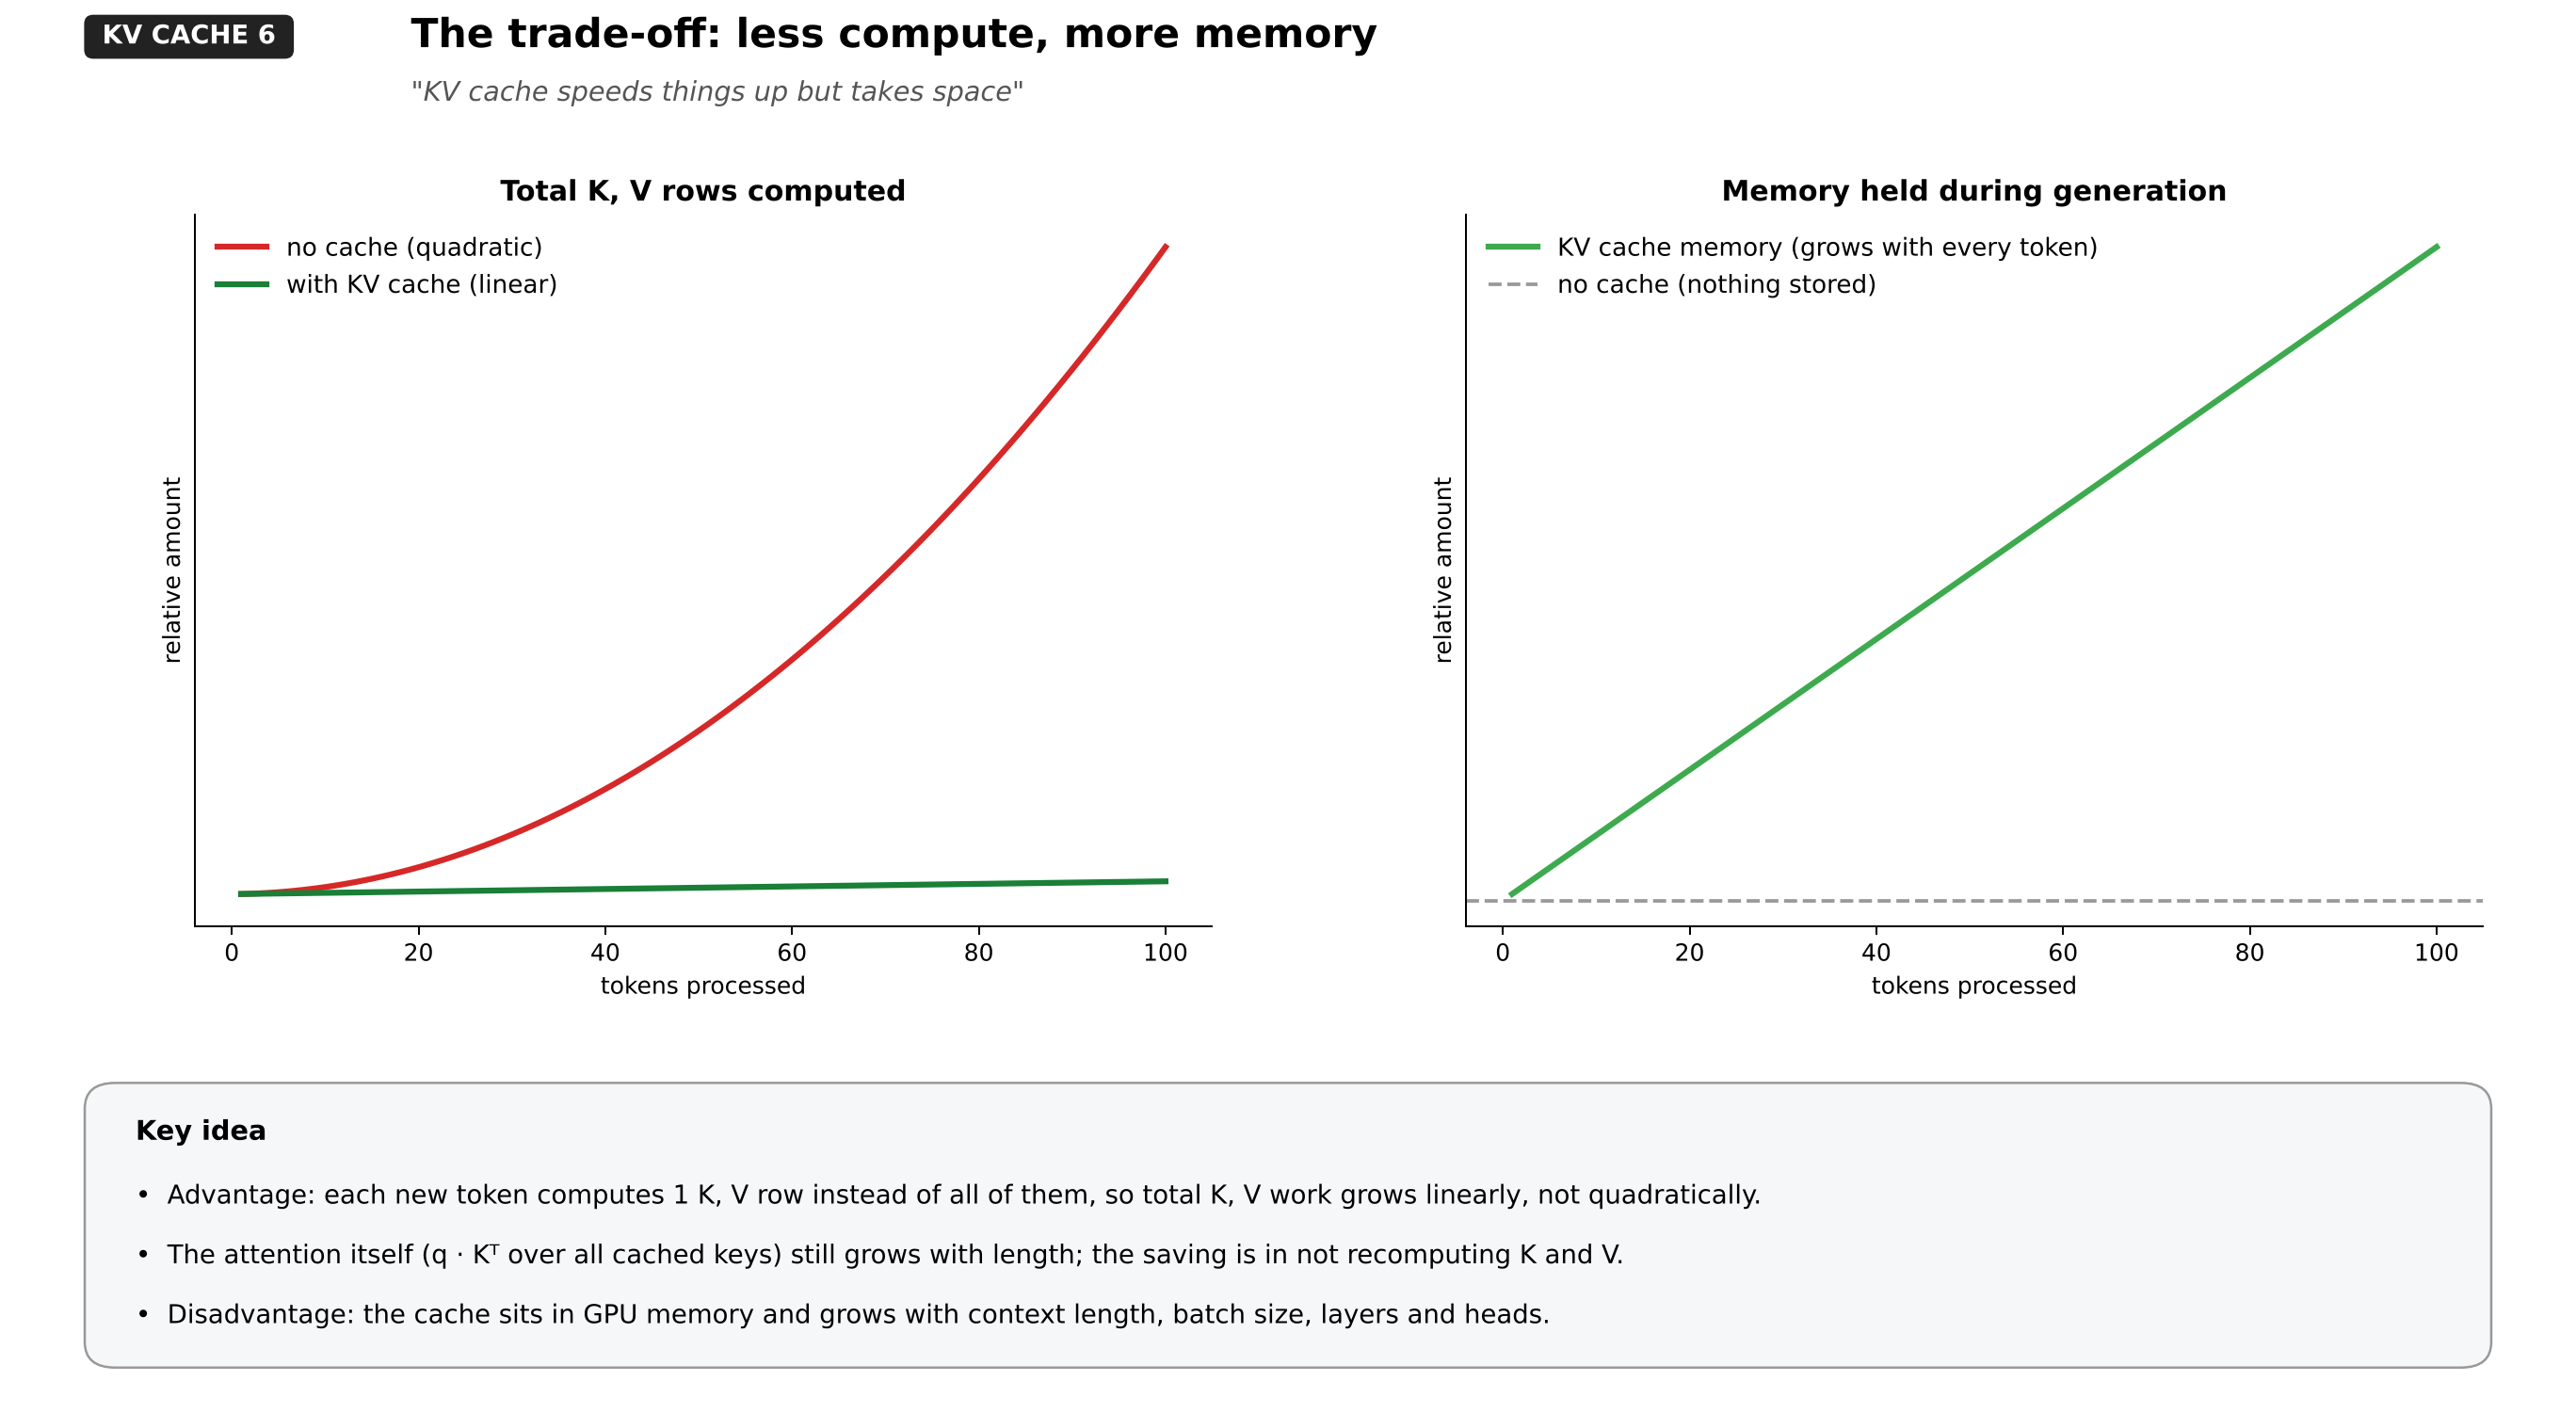 KV CACHE 6
The trade-off: less compute, more memory
"KV cache speeds things up but takes space"
Total K, V rows computed
no cache (quadratic)
with KV cache (linear)
relative amount
0 20 40 60 80 100
tokens processed
Memory held during generation
KV cache memory (grows with every token)
no cache (nothing stored)
relative amount
0 20 40 60 80 100
tokens processed
Key idea
• Advantage: each new token computes 1 K, V row instead of all of them, so total K, V work grows linearly, not quadratically.
• The attention itself (q · Kᵀ over all cached keys) still grows with length; the saving is in not recomputing K and V.
• Disadvantage: the cache sits in GPU memory and grows with context length, batch size, layers and heads.